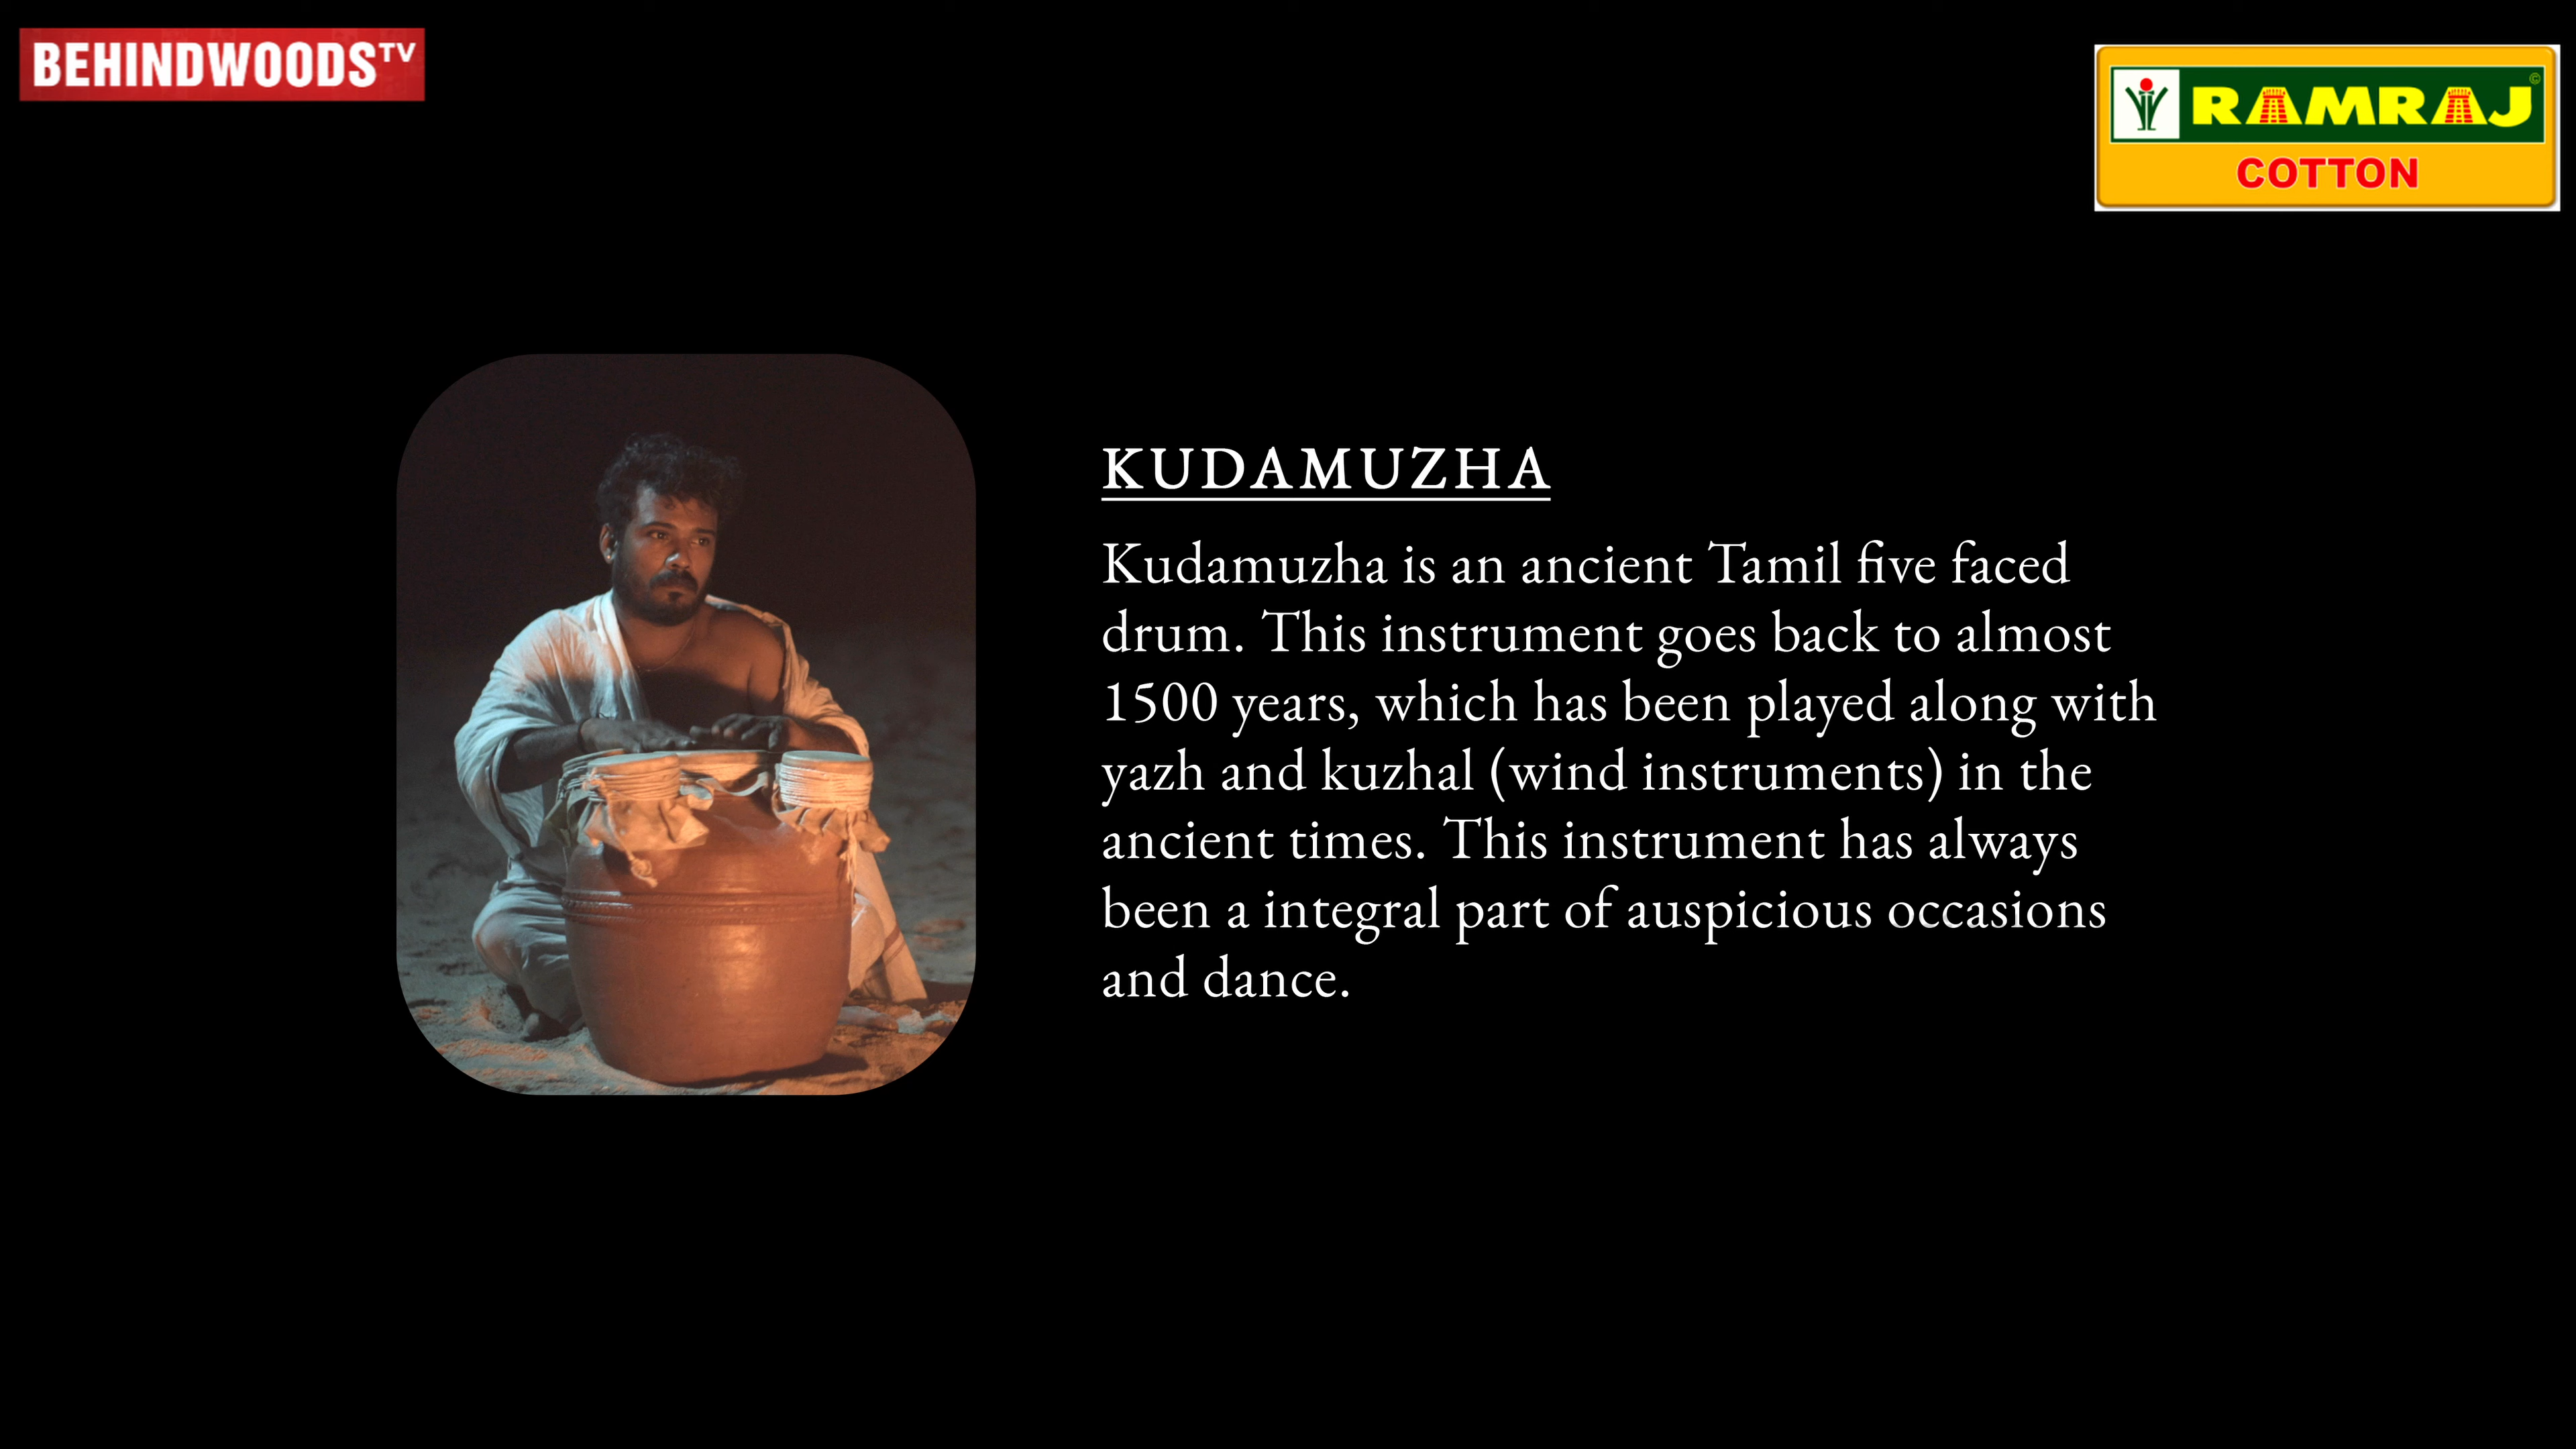 BEHINDWOODS TV
RAMRAJ ©
COTTON
KUDAMUZHA
Kudamuzha is an ancient Tamil five faced
drum. This instrument goes back to almost
1500 years, which has been played along with
yazh and kuzhal (wind instruments) in the
ancient times. This instrument has always
been a integral part of auspicious occasions
and dance.